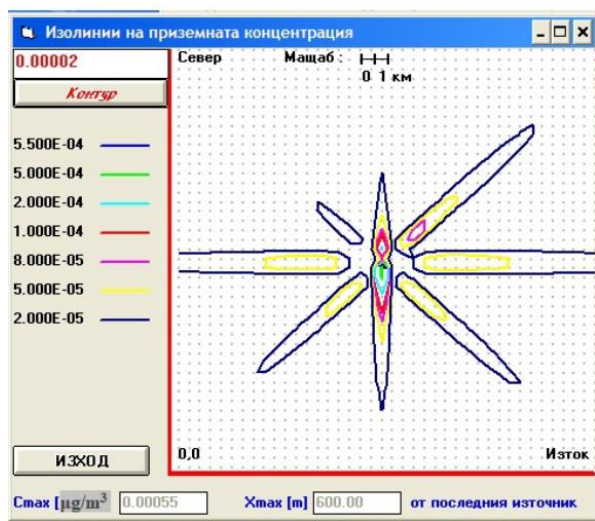 Изолинии на приземната концентрация
0.00002
Север
Мащаб :
0 1 км
Контур
5.500E-04
5.000E-04
2.000E-04
1.000E-04
8.000E-05
5.000E-05
2.000E-05
0,0
Изток
ИЗХОД
Cmax [µg/m³ 0.00055 Xmax [m] 600.00 от последния източник